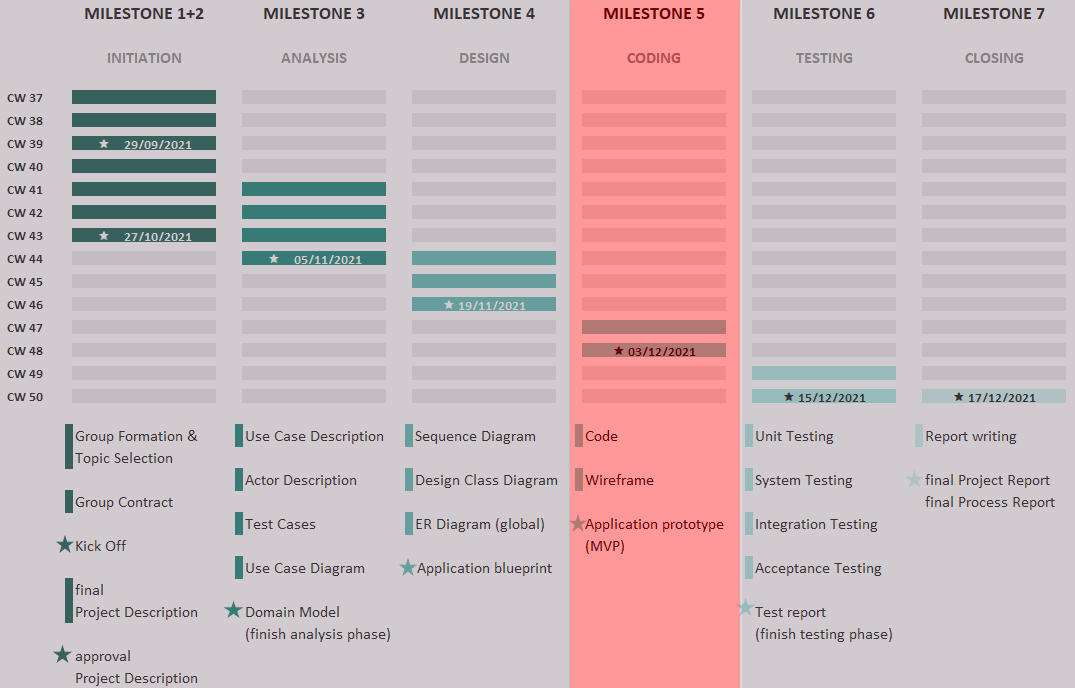 MILESTONE 1+2
MILESTONE 3
MILESTONE 4
MILESTONE 5
MILESTONE 6
MILESTONE 7
INITIATION
ANALYSIS
DESIGN
CODING
TESTING
CLOSING
CW 37
CW 38
CW 39
★ 29/09/2021
CW 40
CW 41
CW 42
CW 43
★ 27/10/2021
CW 44
★ 05/11/2021
CW 45
CW 46
★ 19/11/2021
CW 47
CW 48
★ 03/12/2021
CW 49
CW 50
★ 15/12/2021
★ 17/12/2021
Group Formation &
Topic Selection
Group Contract
★ Kick Off
final
Project Description
★ approval
Project Description
Use Case Description
Actor Description
Test Cases
Use Case Diagram
★ Domain Model
(finish analysis phase)
Sequence Diagram
Design Class Diagram
ER Diagram (global)
★ Application blueprint
Code
Wireframe
★ Application prototype
(MVP)
Unit Testing
System Testing
Integration Testing
Acceptance Testing
★ Test report
(finish testing phase)
Report writing
★ final Project Report
final Process Report